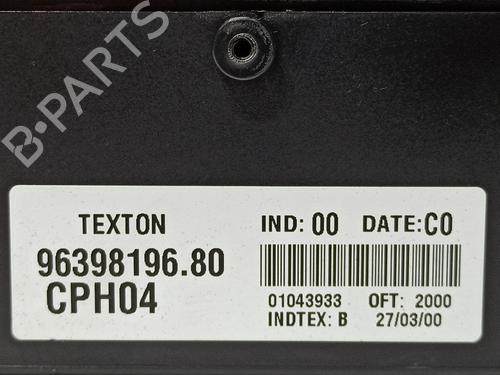 B-PARTS
TEXTON
IND: 00 DATE: C0
96398196.80
CPH04
01043933 OFT: 2000
INDTEX: B 27/03/00